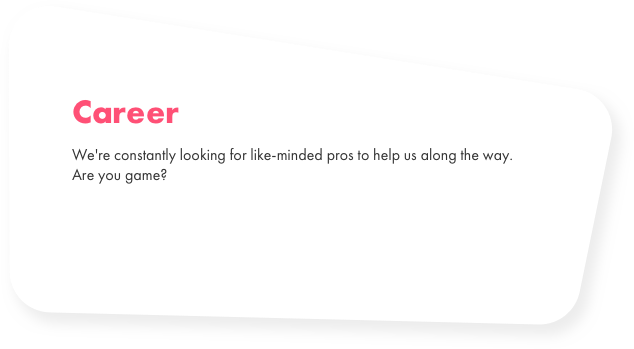 Career
We're constantly looking for like-minded pros to help us along the way.
Are you game?